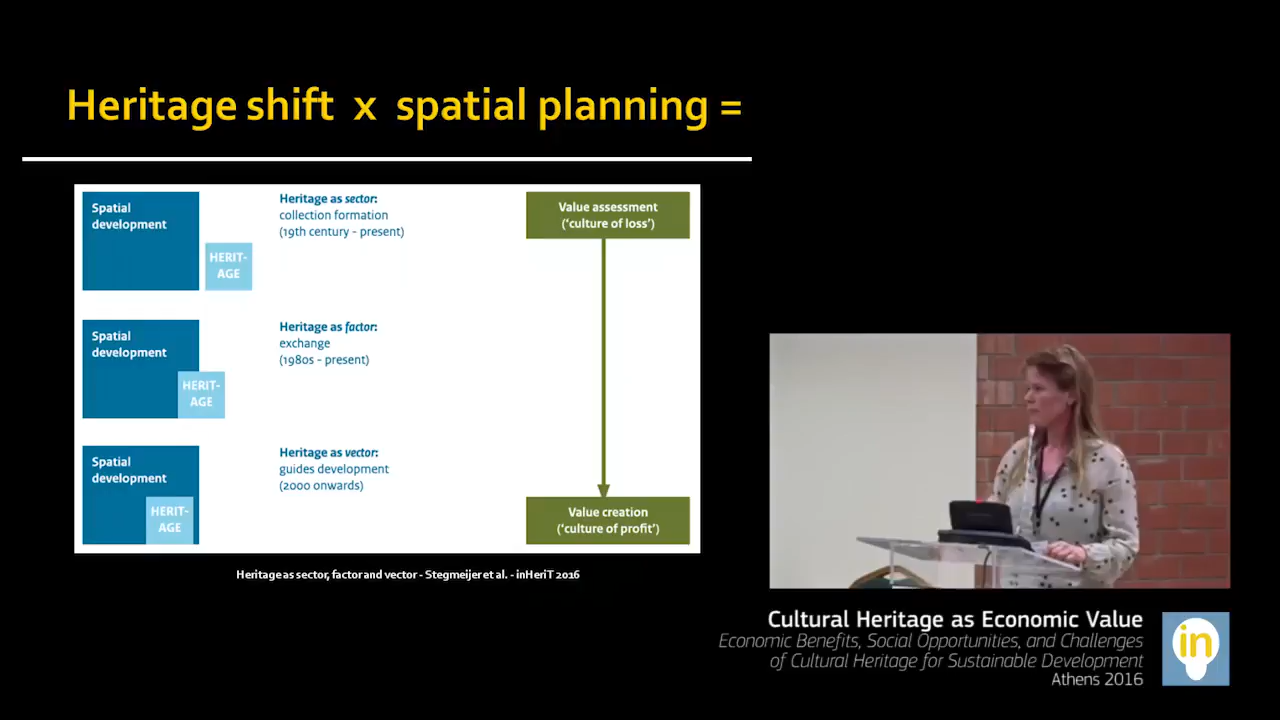 Heritage shift x spatial planning =
Spatial
development
HERIT-
AGE
Heritage as sector:
collection formation
(19th century – present)
Value assessment
('culture of loss')
Spatial
development
HERIT-
AGE
Heritage as factor:
exchange
(1980s – present)
Spatial
development
HERIT-
AGE
Heritage as vector:
guides development
(2000 onwards)
Value creation
('culture of profit')
Heritage as sector, factor and vector - Stegmeijer et al. - inHeriT 2016
Cultural Heritage as Economic Value
Economic Benefits, Social Opportunities, and Challenges
of Cultural Heritage for Sustainable Development
Athens 2016
in